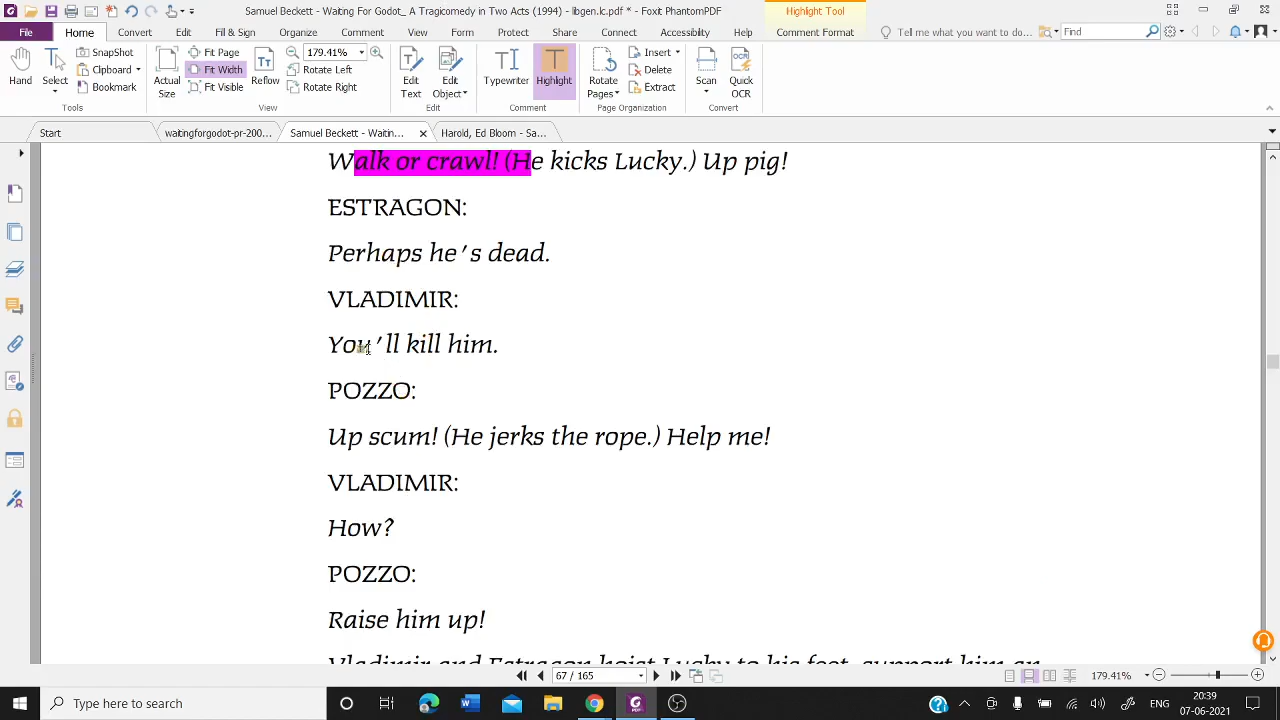 Samuel Beckett - Waiting For Godot_ A Tragicomedy in Two Acts (1994) - libgen.lc.pdf * - Foxit PhantomPDF
Highlight Tool
File Home Convert Edit Fill & Sign Organize Comment View Form Protect Share Connect Accessibility Help Comment Format Tell me what you want to do... Find
Hand Select SnapShot Clipboard Bookmark Actual Size Fit Page Fit Width Fit Visible Reflow 179.41% Rotate Left Rotate Right Edit Text Edit Object Typewriter Highlight Rotate Pages Insert Delete Extract Scan Quick OCR
Tools View Edit Comment Page Organization Convert
Start waitingforgodot-pr-200... Samuel Beckett - Waitin... Harold, Ed Bloom - Sa...
Walk or crawl! (He kicks Lucky.) Up pig!
ESTRAGON:
Perhaps he's dead.
VLADIMIR:
You'll kill him.
POZZO:
Up scum! (He jerks the rope.) Help me!
VLADIMIR:
How?
POZZO:
Raise him up!
Vladimir and Estragon hoist Lucky to his feet, support him an
67 / 165 179.41%
Type here to search ENG 20:39
07-06-2021